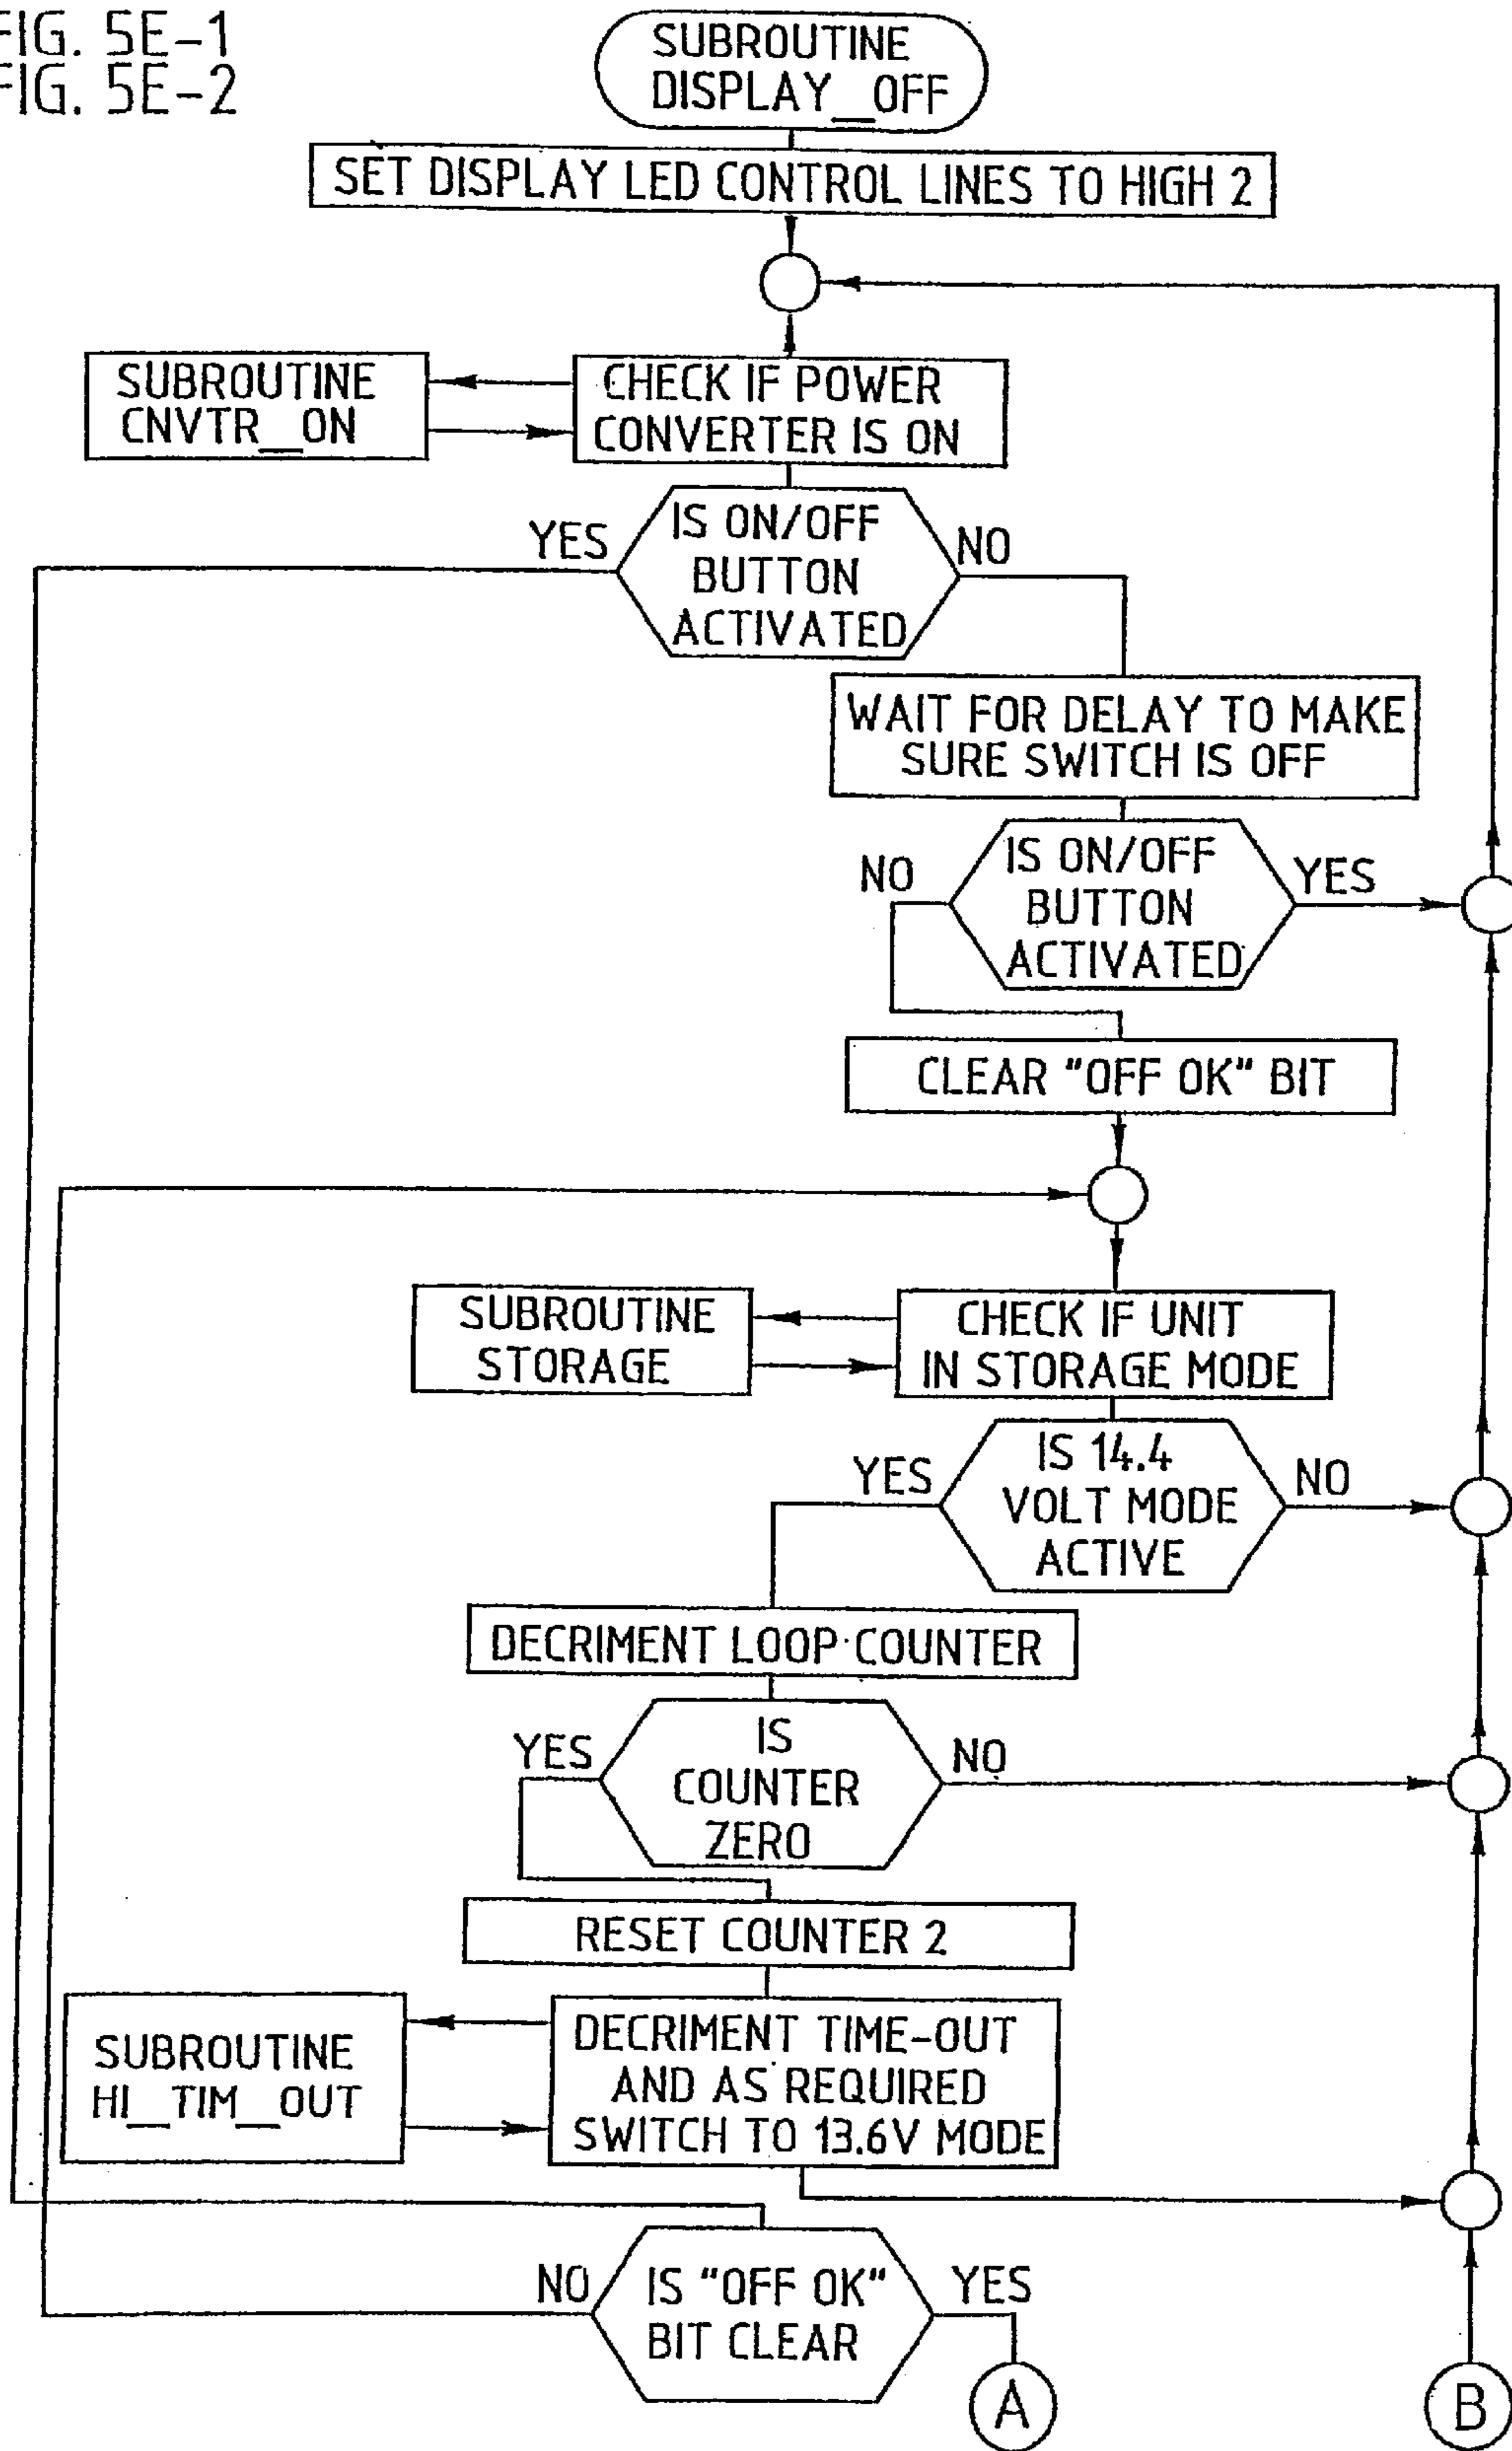 FIG. 5E-1
FIG. 5E-2
SUBROUTINE
DISPLAY__OFF
SET DISPLAY LED CONTROL LINES TO HIGH 2
SUBROUTINE
CNVTR__ON
CHECK IF POWER
CONVERTER IS ON
YES
IS ON/OFF
BUTTON
ACTIVATED
NO
WAIT FOR DELAY TO MAKE
SURE SWITCH IS OFF
NO
IS ON/OFF
BUTTON
ACTIVATED
YES
CLEAR "OFF OK" BIT
SUBROUTINE
STORAGE
CHECK IF UNIT
IN STORAGE MODE
YES
IS 14.4
VOLT MODE
ACTIVE
NO
DECRIMENT LOOP COUNTER
YES
IS
COUNTER
ZERO
NO
RESET COUNTER 2
SUBROUTINE
HI__TIM__OUT
DECRIMENT TIME-OUT
AND AS REQUIRED
SWITCH TO 13.6V MODE
NO
IS "OFF OK"
BIT CLEAR
YES
A
B